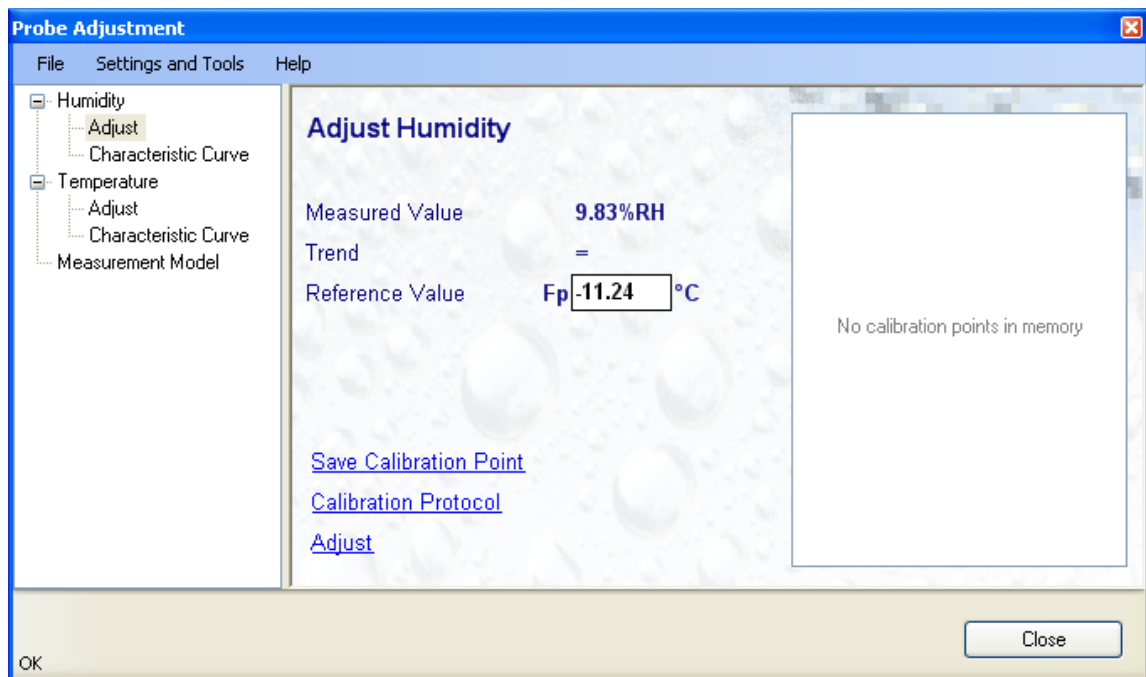 Probe Adjustment
File Settings and Tools Help
Humidity
Adjust
Characteristic Curve
Temperature
Adjust
Characteristic Curve
Measurement Model
Adjust Humidity
Measured Value 9.83%RH
Trend =
Reference Value Fp -11.24 °C
Save Calibration Point
Calibration Protocol
Adjust
No calibration points in memory
Close
OK